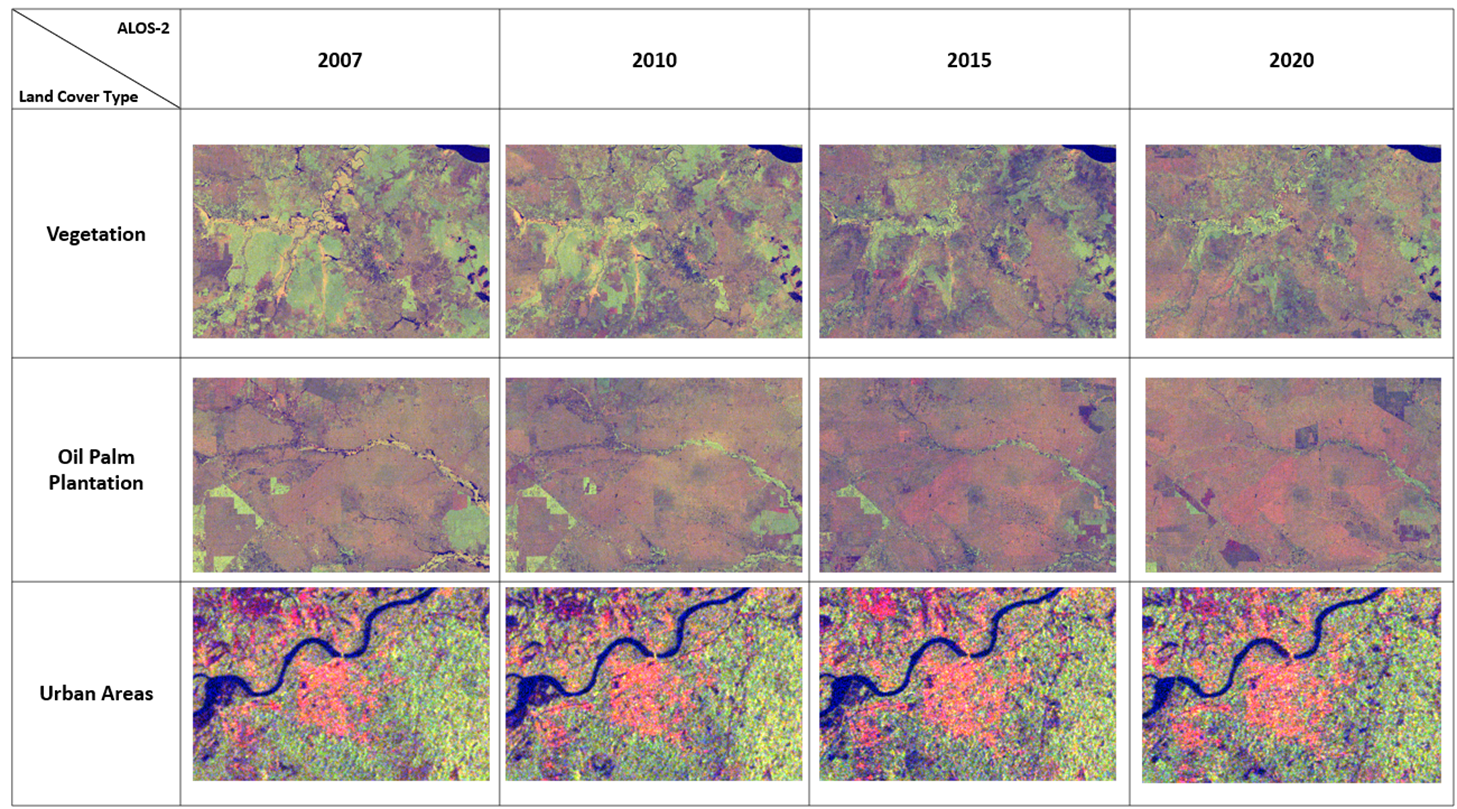 ALOS-2
Land Cover Type
2007
2010
2015
2020
Vegetation
Oil Palm
Plantation
Urban Areas